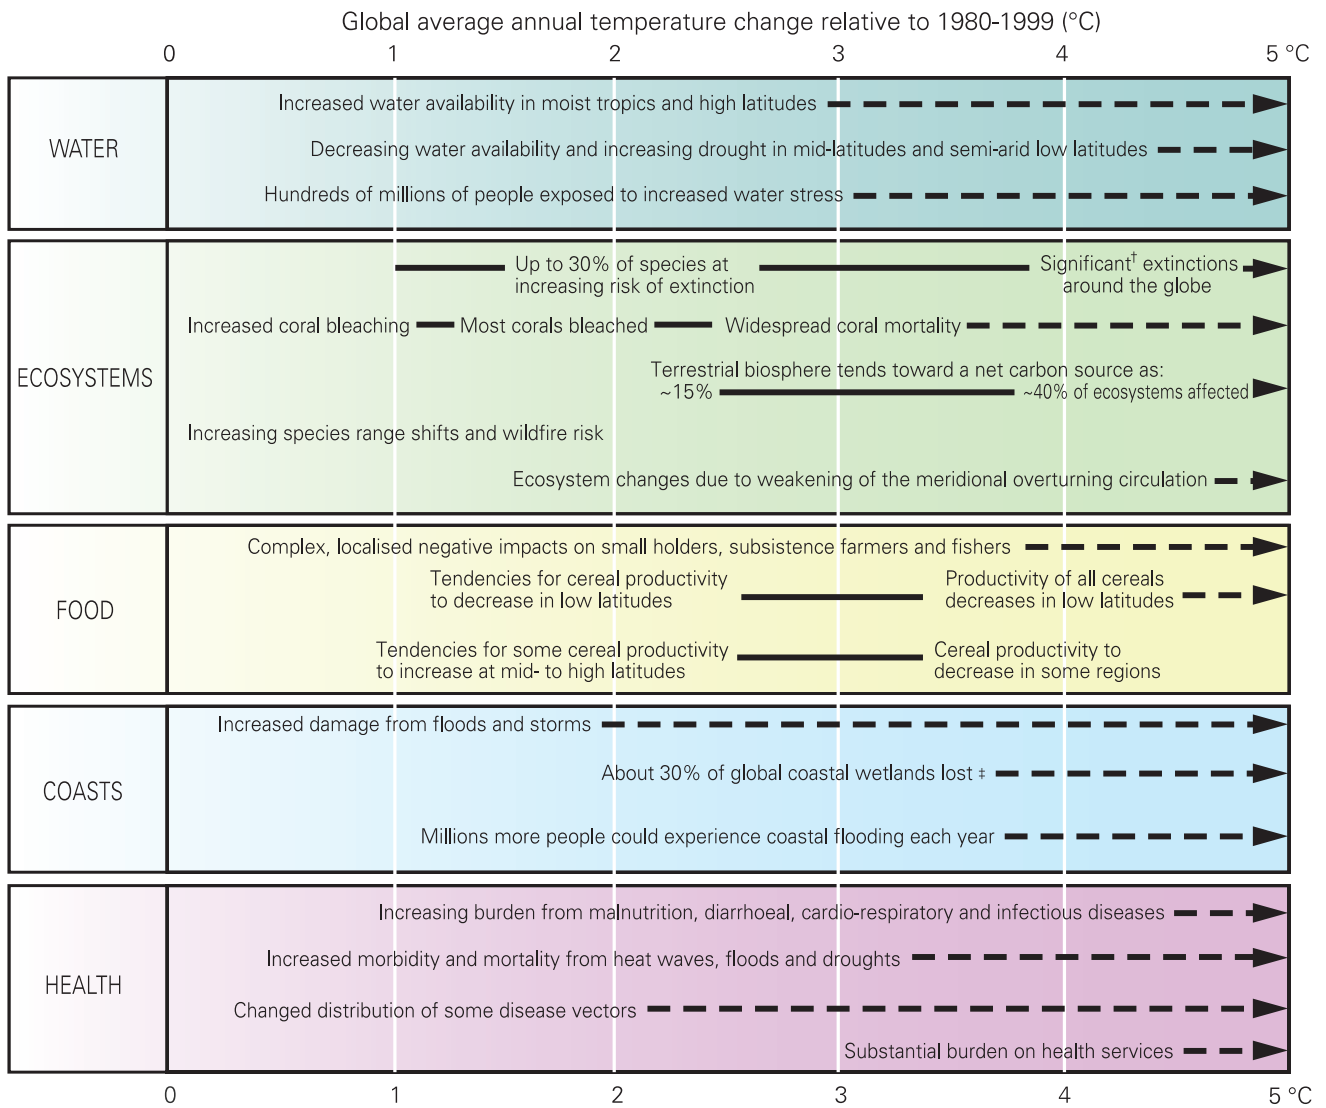 Global average annual temperature change relative to 1980-1999 (°C)
0 1 2 3 4 5 °C
WATER
Increased water availability in moist tropics and high latitudes
Decreasing water availability and increasing drought in mid-latitudes and semi-arid low latitudes
Hundreds of millions of people exposed to increased water stress
ECOSYSTEMS
Up to 30% of species at
increasing risk of extinction
Significant† extinctions
around the globe
Increased coral bleaching Most corals bleached Widespread coral mortality
Terrestrial biosphere tends toward a net carbon source as:
~15% ~40% of ecosystems affected
Increasing species range shifts and wildfire risk
Ecosystem changes due to weakening of the meridional overturning circulation
FOOD
Complex, localised negative impacts on small holders, subsistence farmers and fishers
Tendencies for cereal productivity
to decrease in low latitudes
Productivity of all cereals
decreases in low latitudes
Tendencies for some cereal productivity
to increase at mid- to high latitudes
Cereal productivity to
decrease in some regions
COASTS
Increased damage from floods and storms
About 30% of global coastal wetlands lost ‡
Millions more people could experience coastal flooding each year
HEALTH
Increasing burden from malnutrition, diarrhoeal, cardio-respiratory and infectious diseases
Increased morbidity and mortality from heat waves, floods and droughts
Changed distribution of some disease vectors
Substantial burden on health services
0 1 2 3 4 5 °C